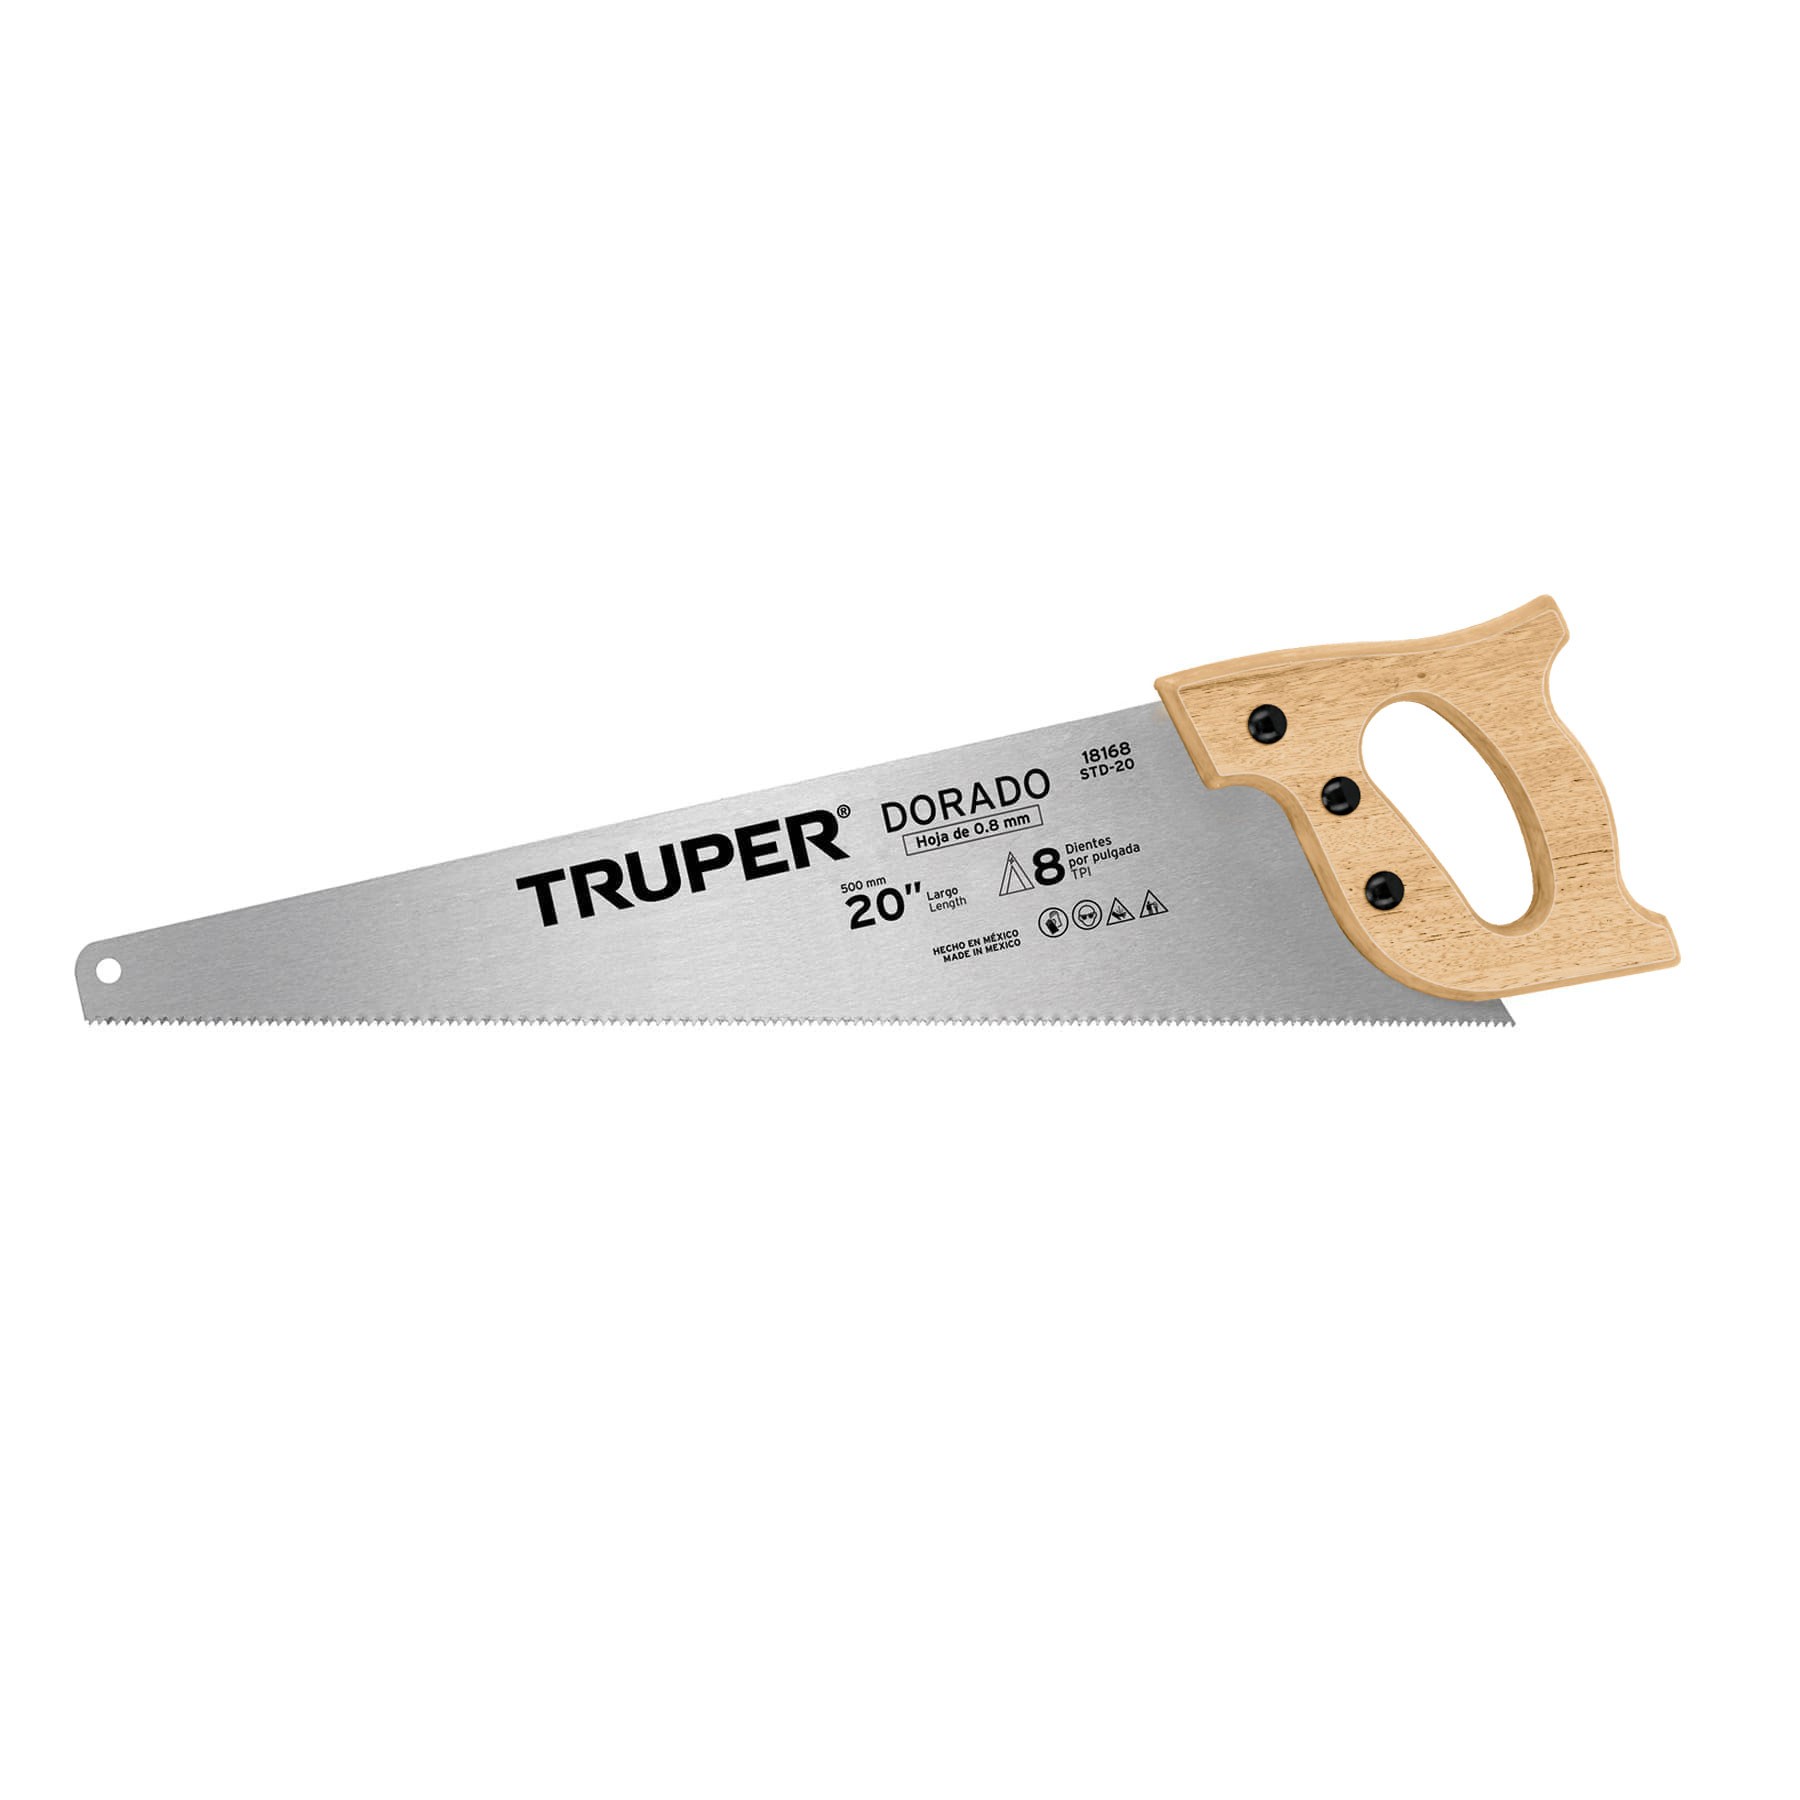 TRUPER®
DORADO
Hoja de 0.8 mm
18168
STD-20
500 mm
20"
Largo
Length
8
Dientes
por pulgada
TPI
HECHO EN MÉXICO
MADE IN MEXICO